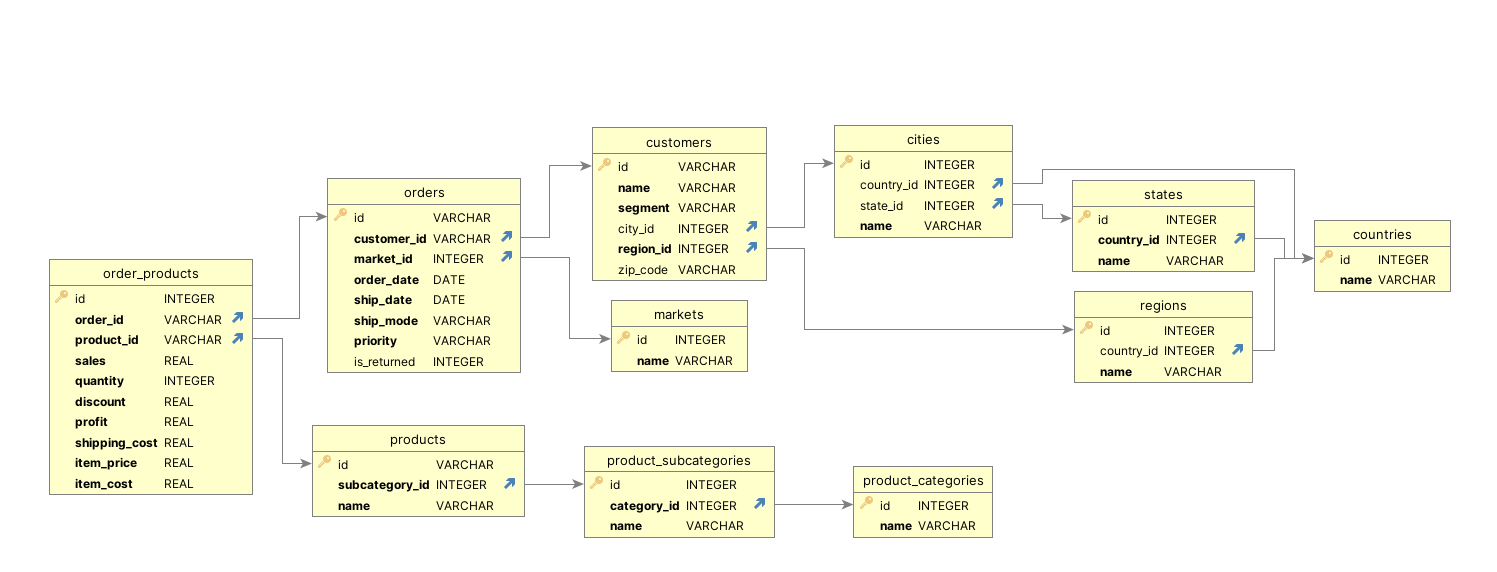 order_products
id INTEGER
order_id VARCHAR
product_id VARCHAR
sales REAL
quantity INTEGER
discount REAL
profit REAL
shipping_cost REAL
item_price REAL
item_cost REAL
orders
id VARCHAR
customer_id VARCHAR
market_id INTEGER
order_date DATE
ship_date DATE
ship_mode VARCHAR
priority VARCHAR
is_returned INTEGER
products
id VARCHAR
subcategory_id INTEGER
name VARCHAR
customers
id VARCHAR
name VARCHAR
segment VARCHAR
city_id INTEGER
region_id INTEGER
zip_code VARCHAR
markets
id INTEGER
name VARCHAR
product_subcategories
id INTEGER
category_id INTEGER
name VARCHAR
cities
id INTEGER
country_id INTEGER
state_id INTEGER
name VARCHAR
product_categories
id INTEGER
name VARCHAR
states
id INTEGER
country_id INTEGER
name VARCHAR
regions
id INTEGER
country_id INTEGER
name VARCHAR
countries
id INTEGER
name VARCHAR